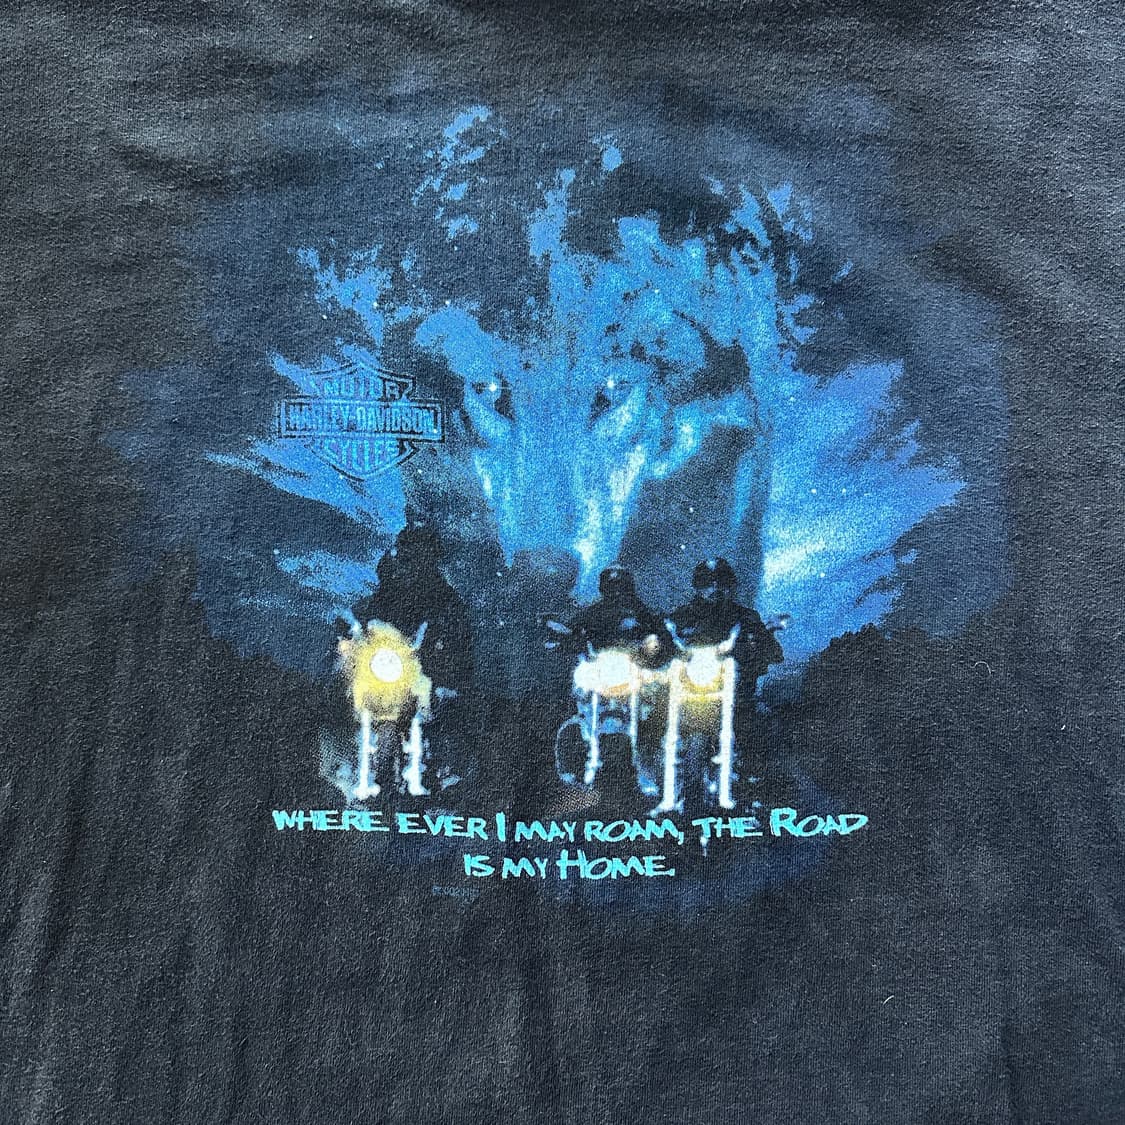 MOTOR
HARLEY-DAVIDSON
CYCLES
WHERE EVER I MAY ROAM, THE ROAD
IS MY HOME.